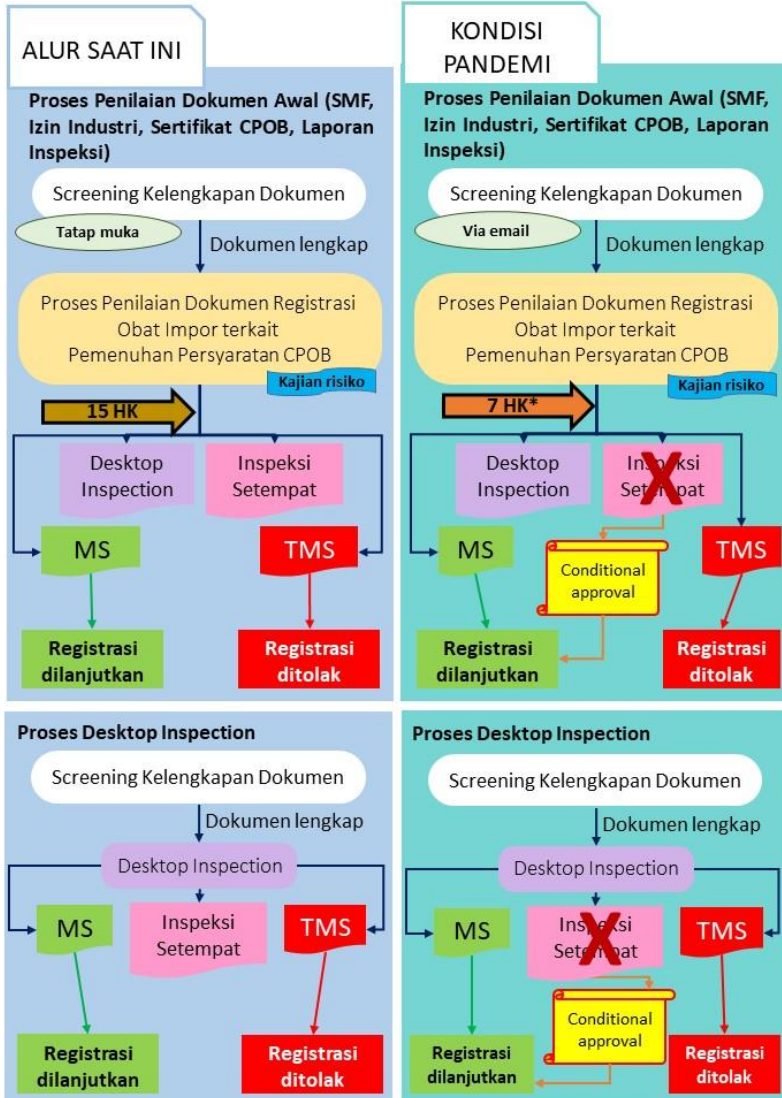 ALUR SAAT INI
Proses Penilaian Dokumen Awal (SMF,
Izin Industri, Sertifikat CPOB, Laporan
Inspeksi)
Screening Kelengkapan Dokumen
Tatap muka
Dokumen lengkap
Proses Penilaian Dokumen Registrasi
Obat Impor terkait
Pemenuhan Persyaratan CPOB
Kajian risiko
15 HK
Desktop
Inspection
Inspeksi
Setempat
MS
TMS
Registrasi
dilanjutkan
Registrasi
ditolak
KONDISI
PANDEMI
Proses Penilaian Dokumen Awal (SMF,
Izin Industri, Sertifikat CPOB, Laporan
Inspeksi)
Screening Kelengkapan Dokumen
Via email
Dokumen lengkap
Proses Penilaian Dokumen Registrasi
Obat Impor terkait
Pemenuhan Persyaratan CPOB
Kajian risiko
7 HK*
Desktop
Inspection
Inspeksi
Setempat
X
MS
Conditional
approval
TMS
Registrasi
dilanjutkan
Registrasi
ditolak
Proses Desktop Inspection
Screening Kelengkapan Dokumen
Dokumen lengkap
Desktop Inspection
MS
Inspeksi
Setempat
TMS
Registrasi
dilanjutkan
Registrasi
ditolak
Proses Desktop Inspection
Screening Kelengkapan Dokumen
Dokumen lengkap
Desktop Inspection
MS
Inspeksi
Setempat
X
TMS
Conditional
approval
Registrasi
dilanjutkan
Registrasi
ditolak